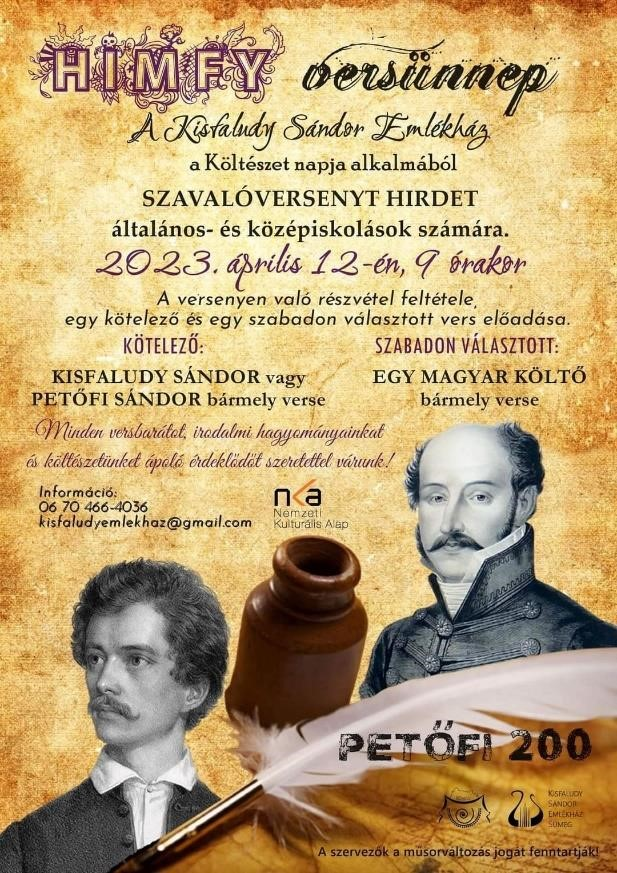 HIMFY versünnep
A Kisfaludy Sándor Emlékház
a Költészet napja alkalmából
SZAVALÓVERSENYT HIRDET
általános- és középiskolások számára.
2023. április 12-én, 9 órakor
A versenyen való részvétel feltétele,
egy kötelező és egy szabadon választott vers előadása.
KÖTELEZŐ:
KISFALUDY SÁNDOR vagy
PETŐFI SÁNDOR bármely verse
SZABADON VÁLASZTOTT:
EGY MAGYAR KÖLTŐ
bármely verse
Minden versbarátot, irodalmi hagyományainkat
és költészetünket ápoló érdeklődőt szeretettel várunk!
Információ:
06 70 466-4036
kisfaludyemlekhaz@gmail.com
nka
Nemzeti
Kulturális Alap
PETŐFI 200
KISFALUDY
SÁNDOR
EMLÉKHÁZ
SÜMEG
A szervezők a műsorváltozás jogát fenntartják!